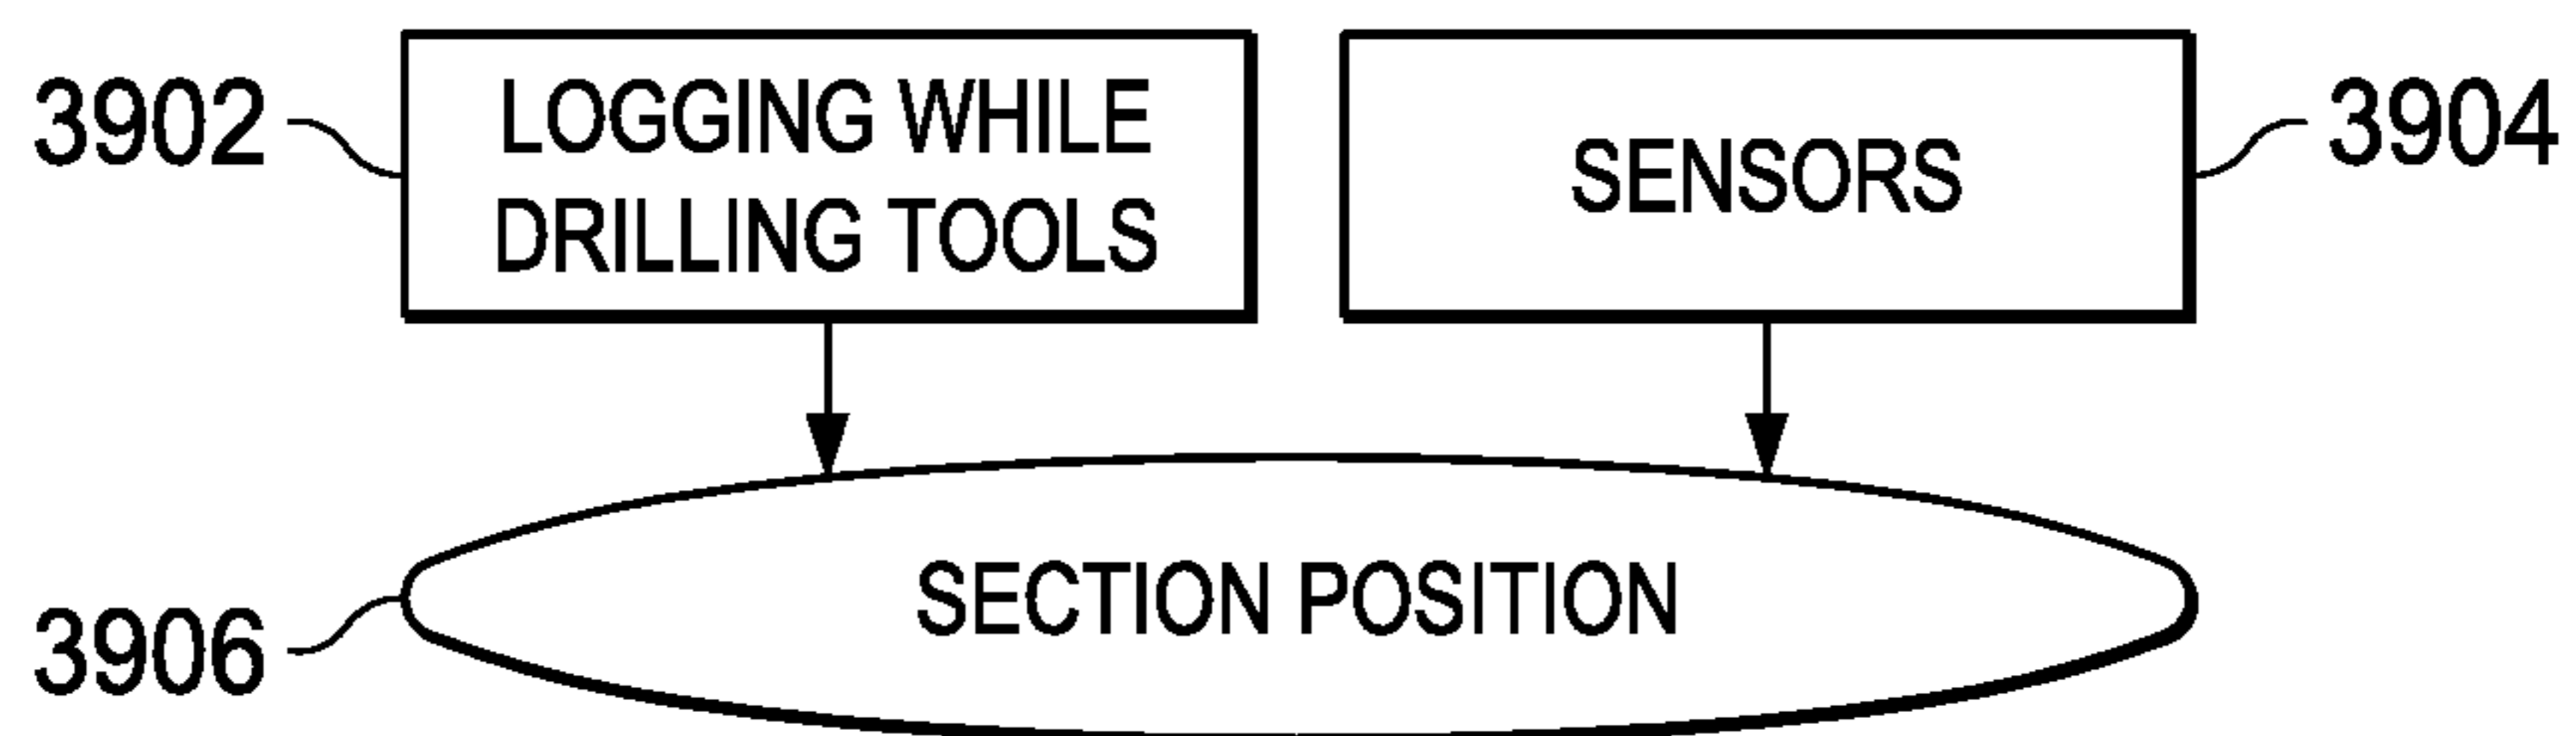 3902
LOGGING WHILE
DRILLING TOOLS
SENSORS
3904
3906
SECTION POSITION